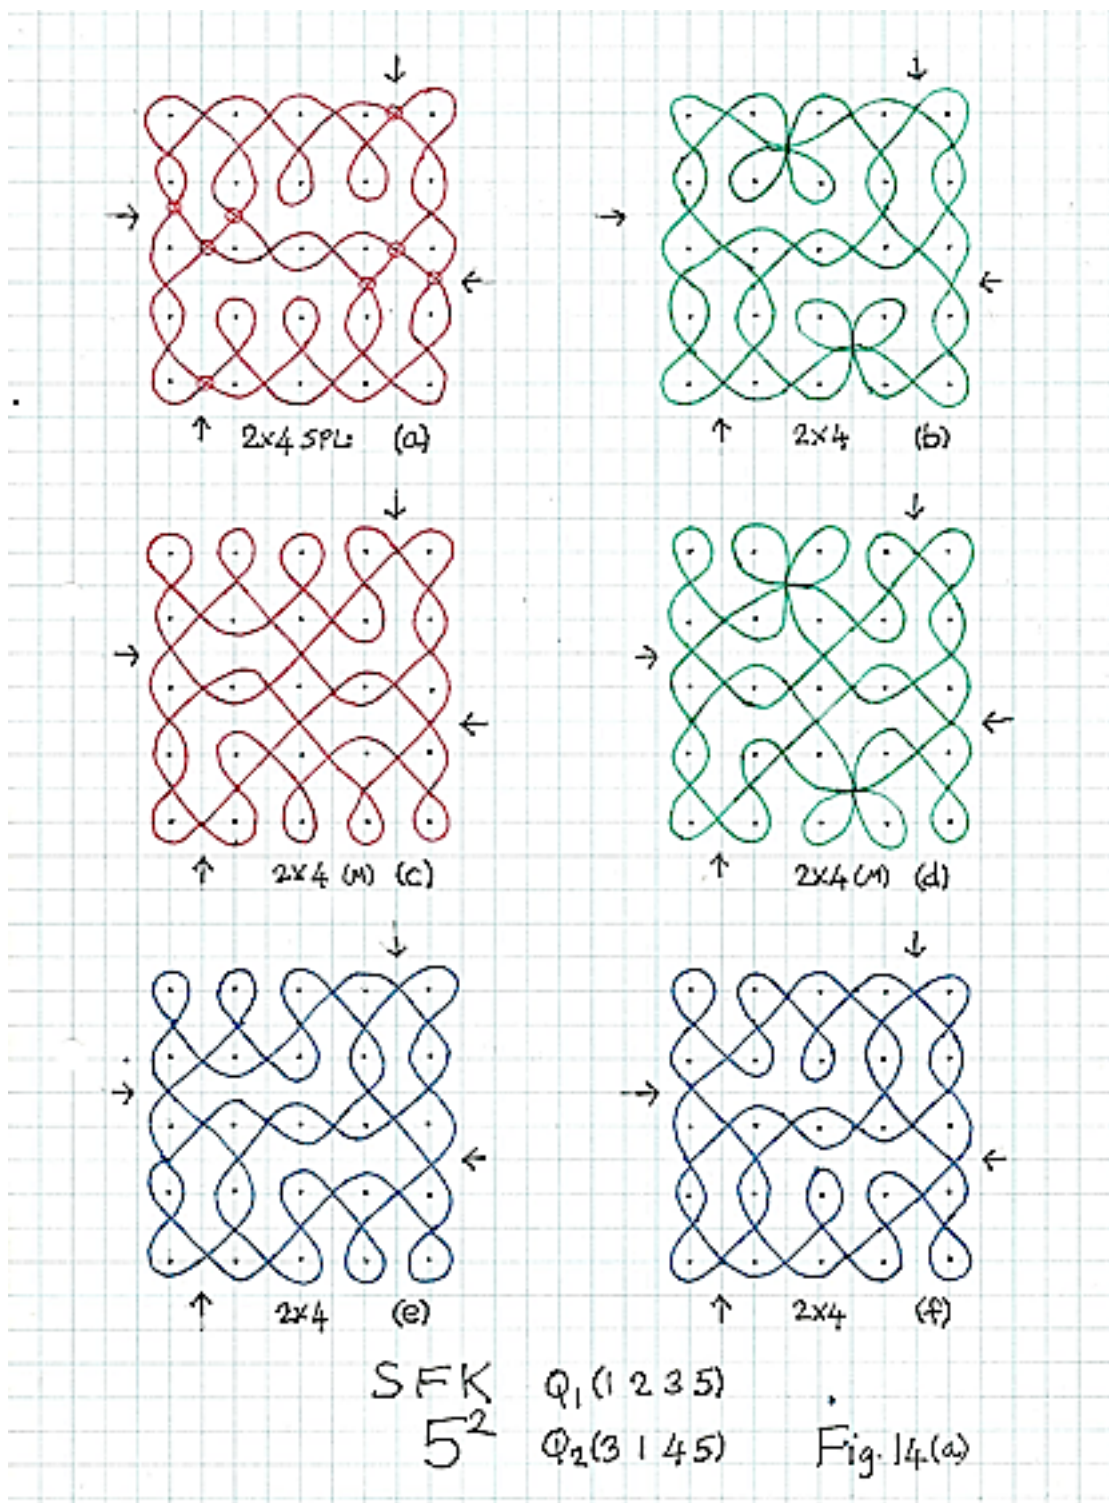 2x4 SPL: (a)
2x4 (b)
2x4 (M) (c)
2x4 (M) (d)
2x4 (e)
2x4 (f)
SFK Q₁(1 2 3 5)
5² Q₂(3 1 4 5) Fig. 14(a)